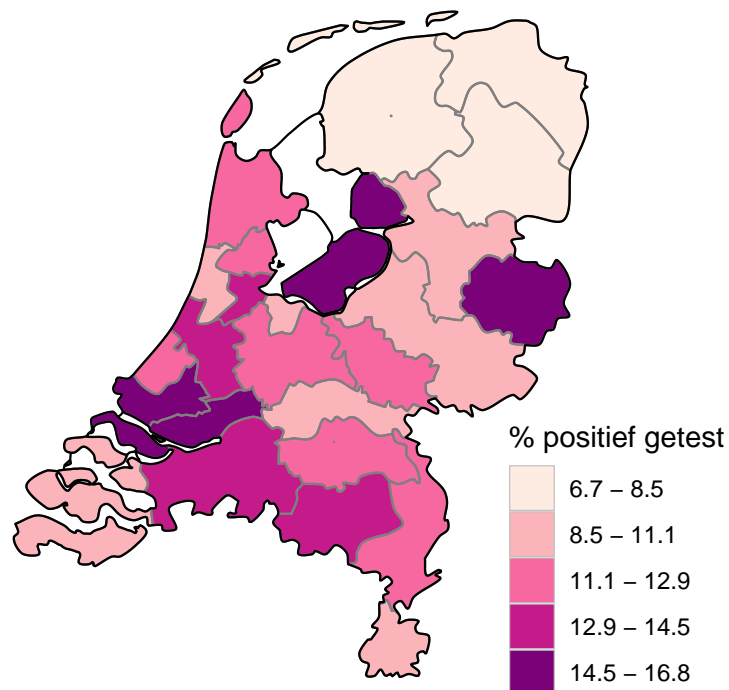 % positief getest
6.7 – 8.5
8.5 – 11.1
11.1 – 12.9
12.9 – 14.5
14.5 – 16.8